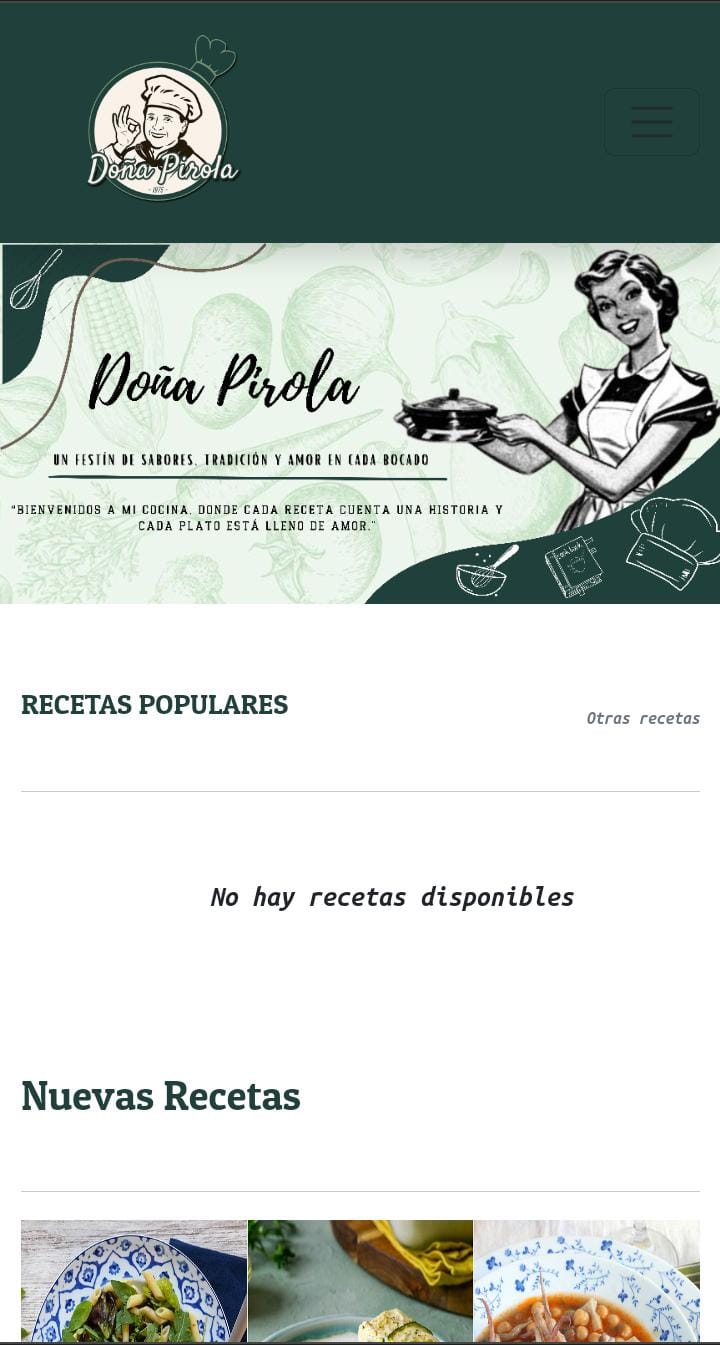 Doña Pirola
- 1975 -
Doña Pirola
UN FESTÍN DE SABORES, TRADICIÓN Y AMOR EN CADA BOCADO
"BIENVENIDOS A MI COCINA, DONDE CADA RECETA CUENTA UNA HISTORIA Y
CADA PLATO ESTÁ LLENO DE AMOR."
RECETAS POPULARES
Otras recetas
No hay recetas disponibles
Nuevas Recetas